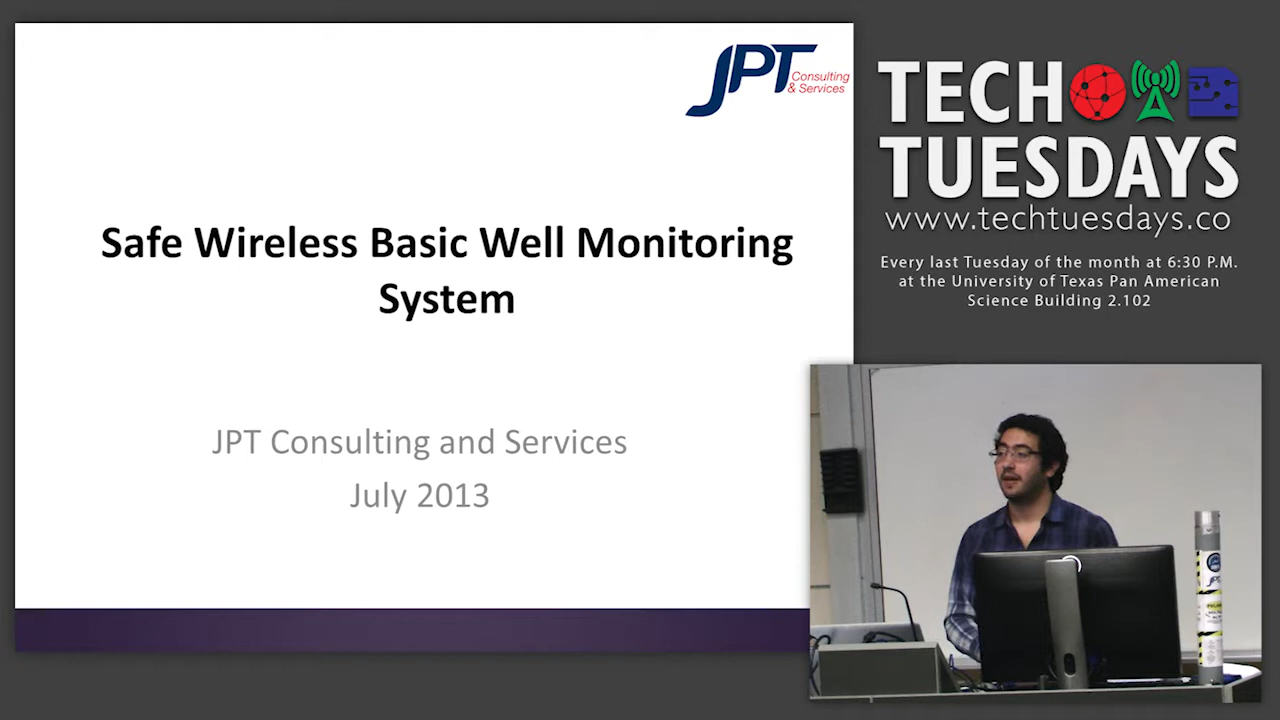 JPT Consulting
& Services
Safe Wireless Basic Well Monitoring
System
JPT Consulting and Services
July 2013
TECH
TUESDAYS
www.techtuesdays.co
Every last Tuesday of the month at 6:30 P.M.
at the University of Texas Pan American
Science Building 2.102
JPT